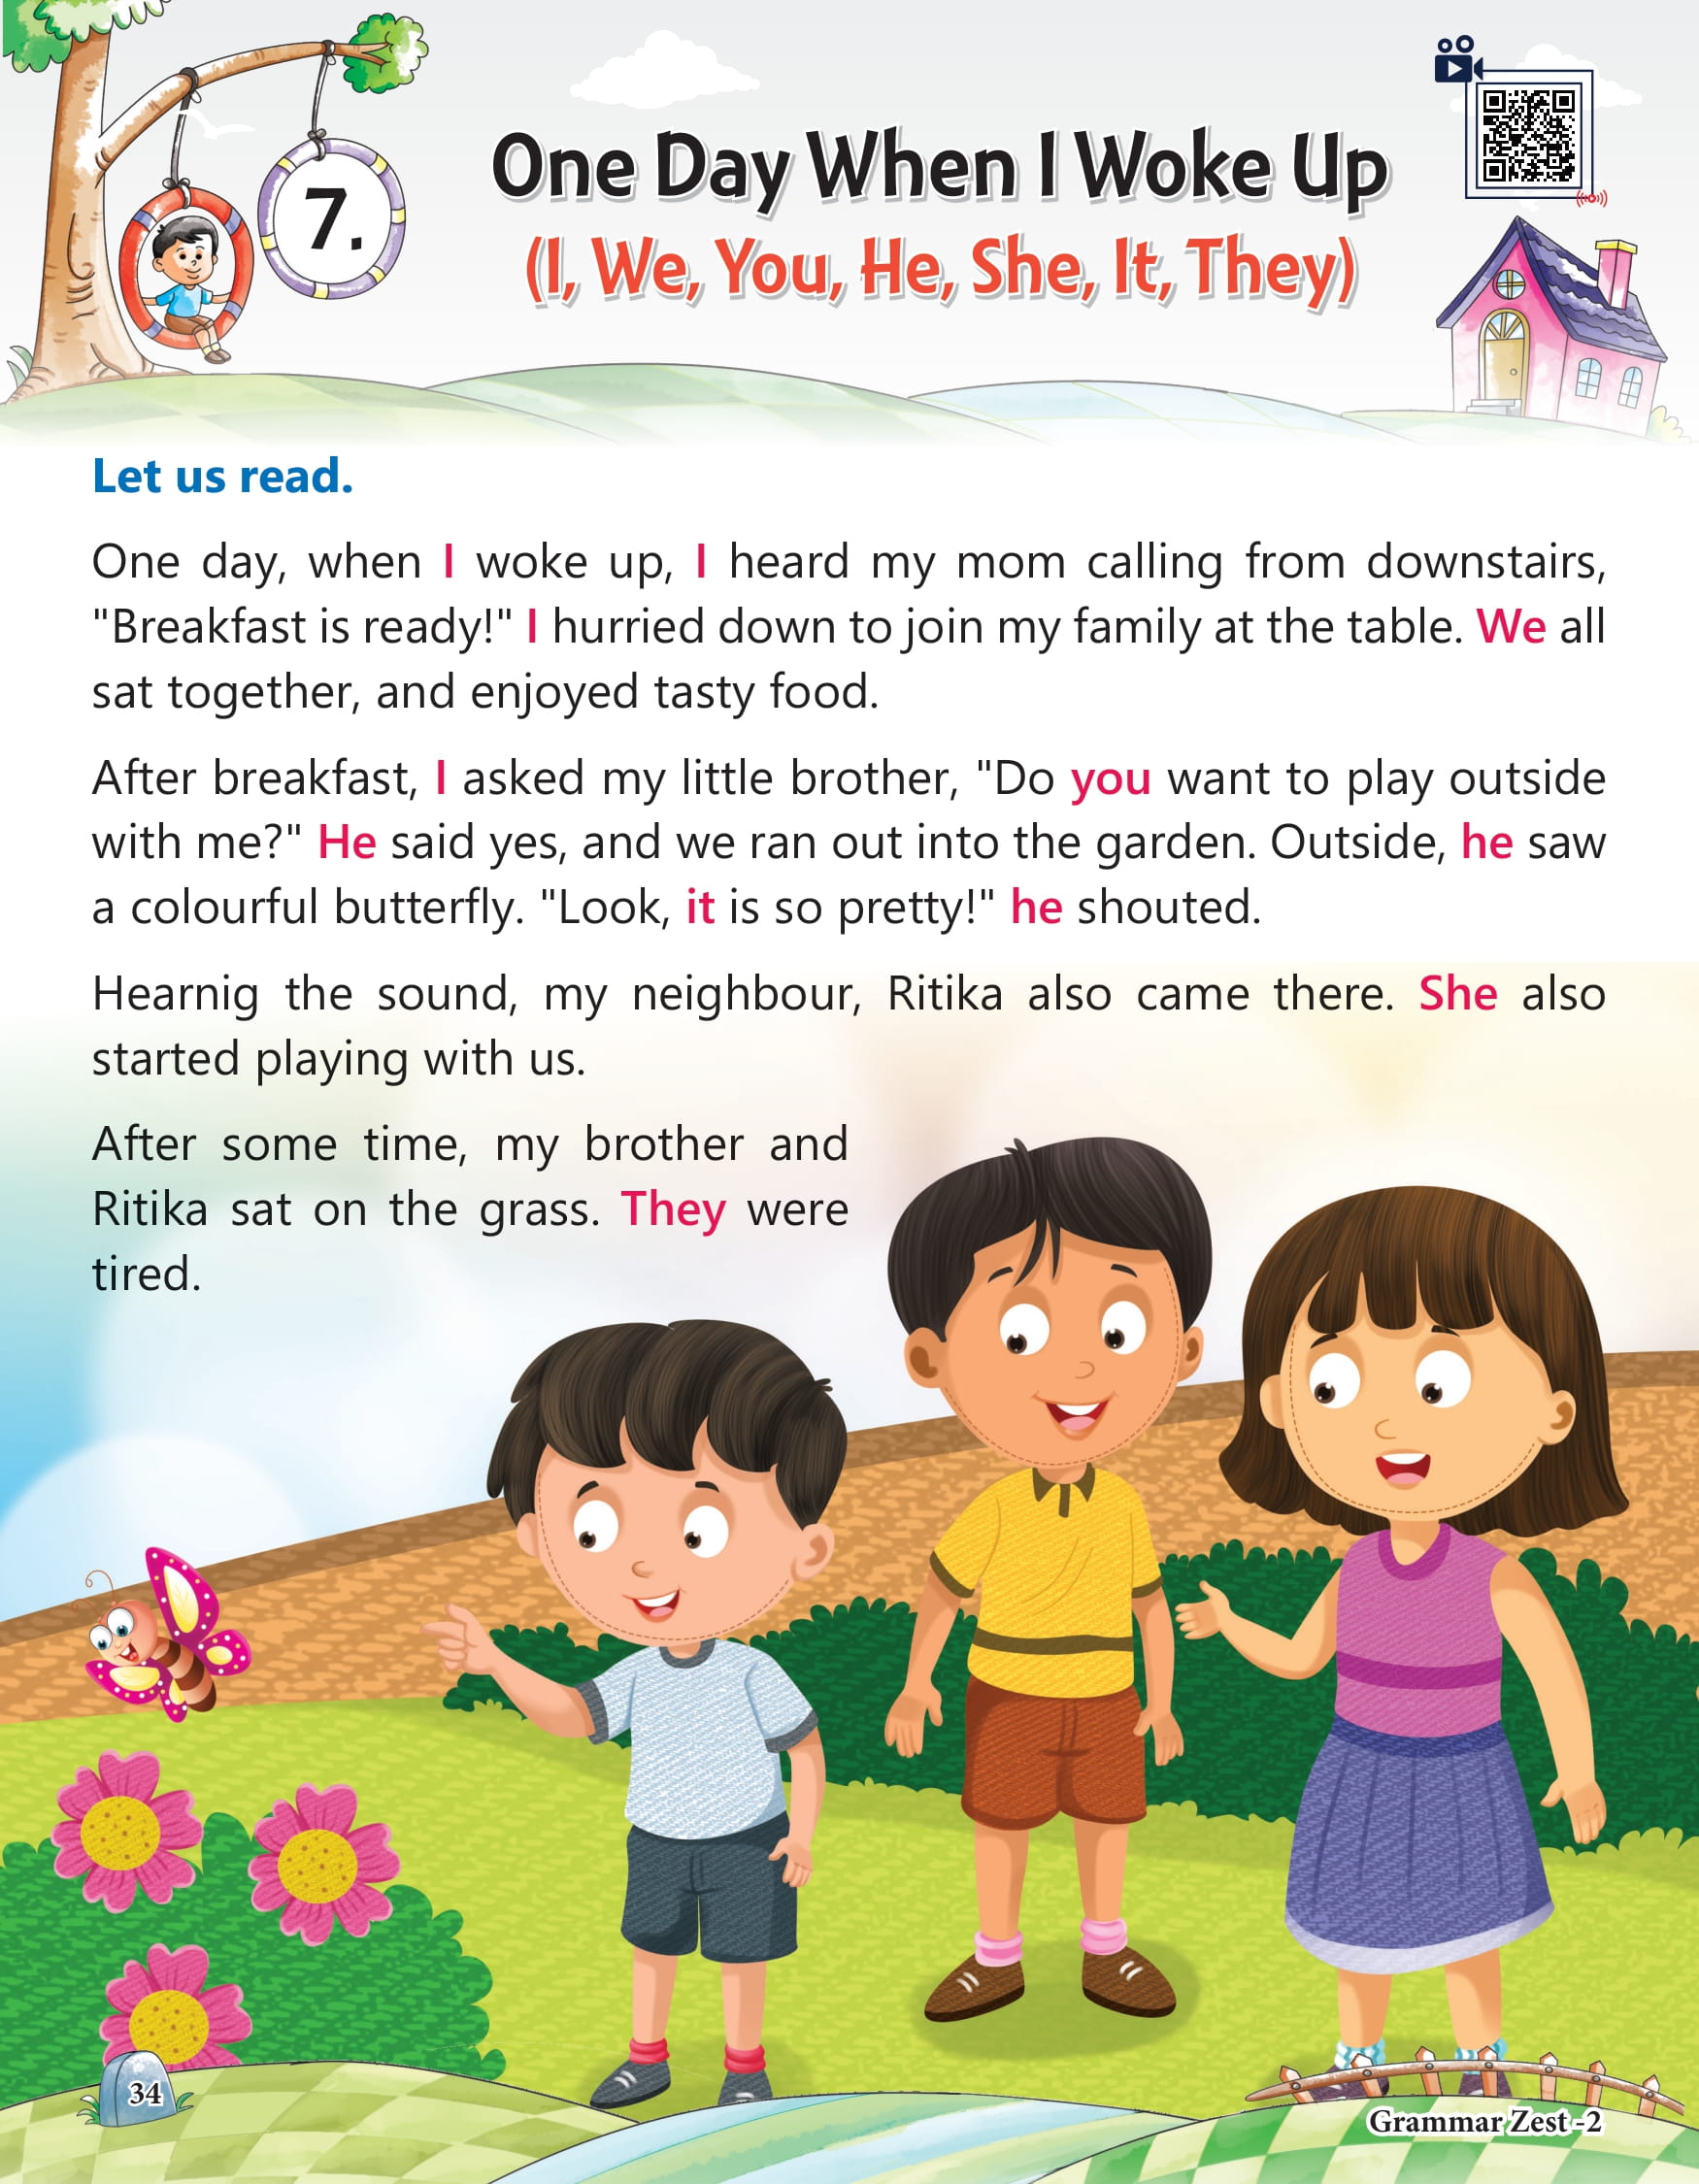 7.
One Day When I Woke Up
(I, We, You, He, She, It, They)
Let us read.
One day, when I woke up, I heard my mom calling from downstairs,
"Breakfast is ready!" I hurried down to join my family at the table. We all
sat together, and enjoyed tasty food.
After breakfast, I asked my little brother, "Do you want to play outside
with me?" He said yes, and we ran out into the garden. Outside, he saw
a colourful butterfly. "Look, it is so pretty!" he shouted.
Hearnig the sound, my neighbour, Ritika also came there. She also
started playing with us.
After some time, my brother and
Ritika sat on the grass. They were
tired.
34
Grammar Zest -2